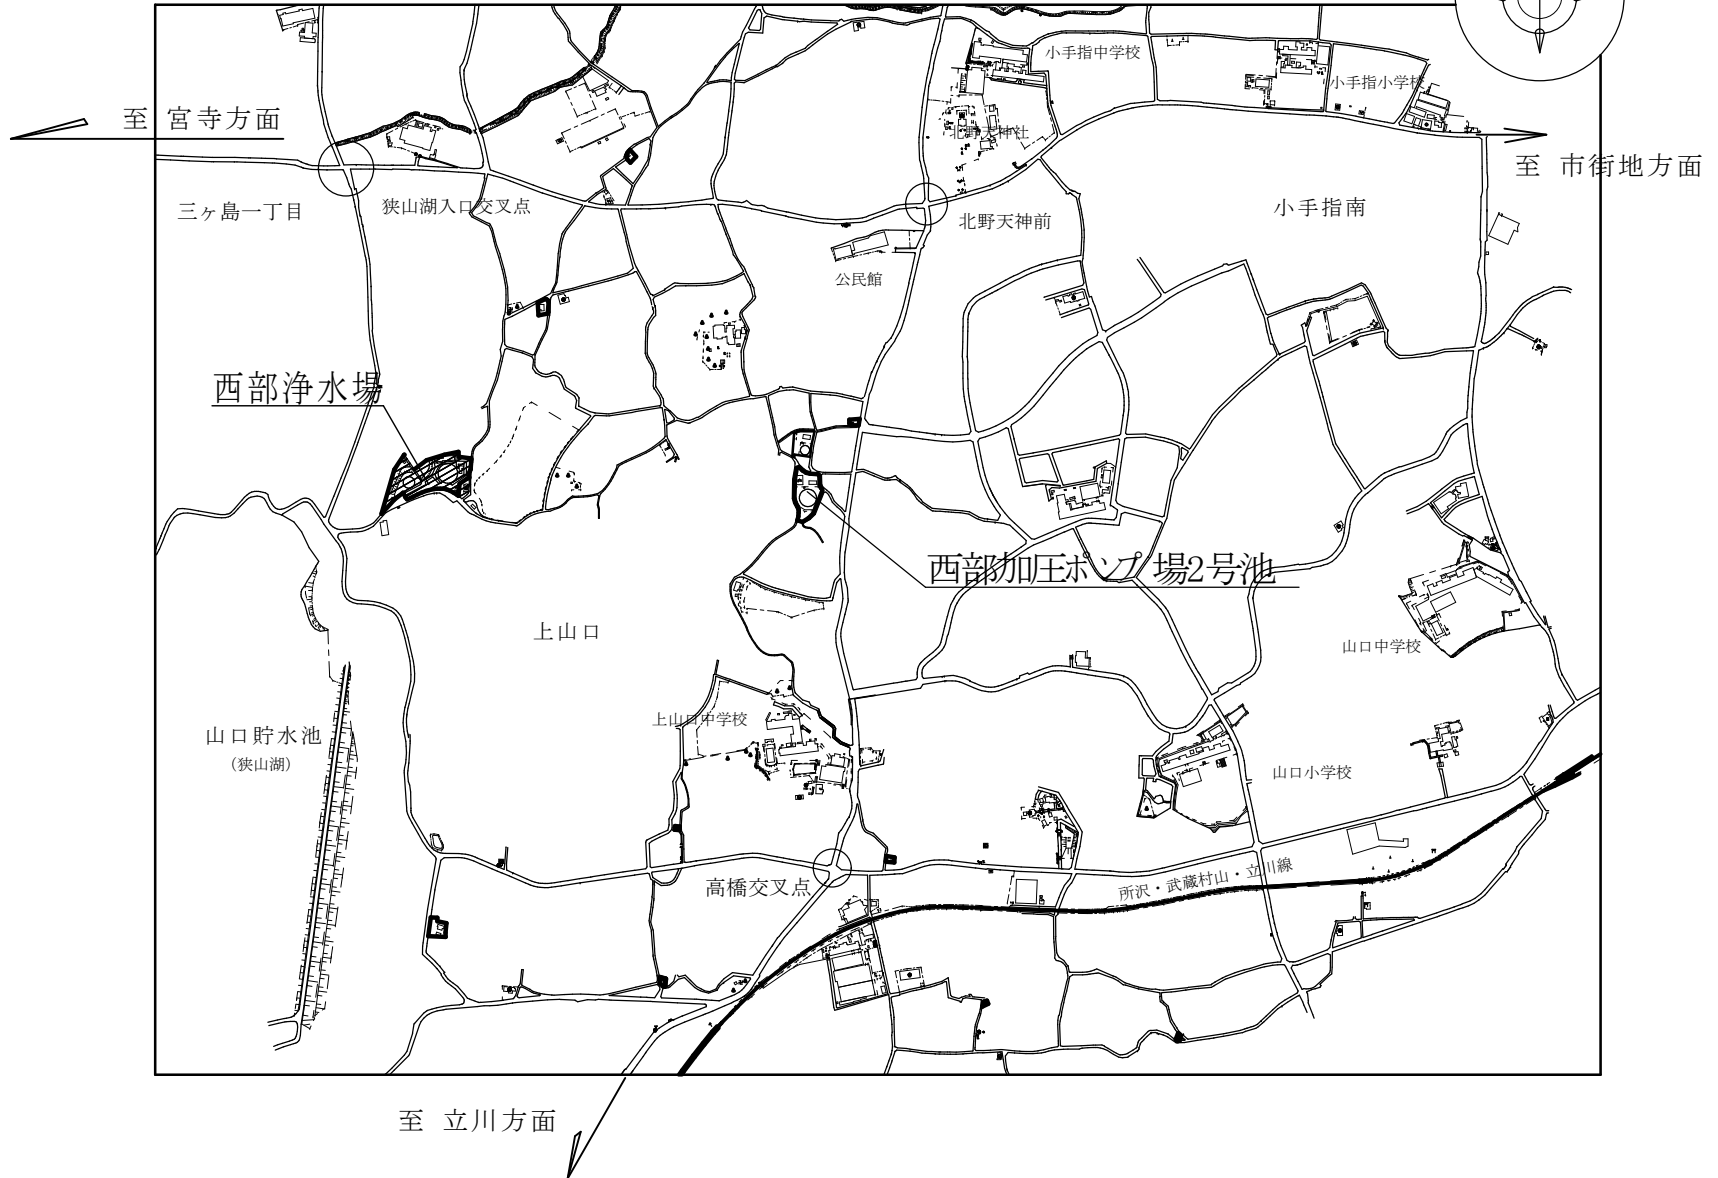 小手指中学校
小手指小学校
至 宮寺方面
北野天神社
至 市街地方面
三ヶ島一丁目
狭山湖入口交叉点
小手指南
北野天神前
公民館
西部浄水場
西部加圧ポンプ場2号池
上山口
山口中学校
上山口中学校
山口貯水池
(狭山湖)
山口小学校
所沢・武蔵村山・立川線
高橋交叉点
至 立川方面